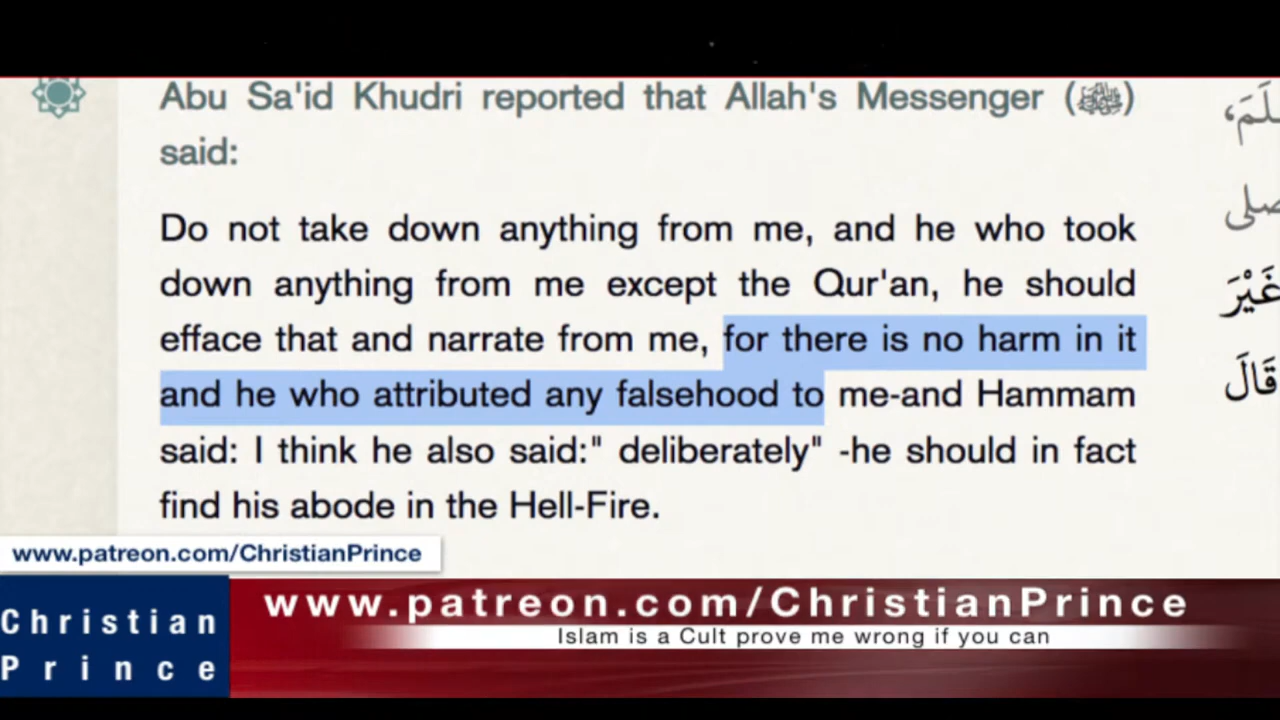 Abu Sa'id Khudri reported that Allah's Messenger (ﷺ)
said:
Do not take down anything from me, and he who took
down anything from me except the Qur'an, he should
efface that and narrate from me, for there is no harm in it
and he who attributed any falsehood to me-and Hammam
said: I think he also said:" deliberately" -he should in fact
find his abode in the Hell-Fire.
صلى
غَيْرَ
قَالَ
www.patreon.com/ChristianPrince
Christian
Prince
www.patreon.com/ChristianPrince
Islam is a Cult prove me wrong if you can